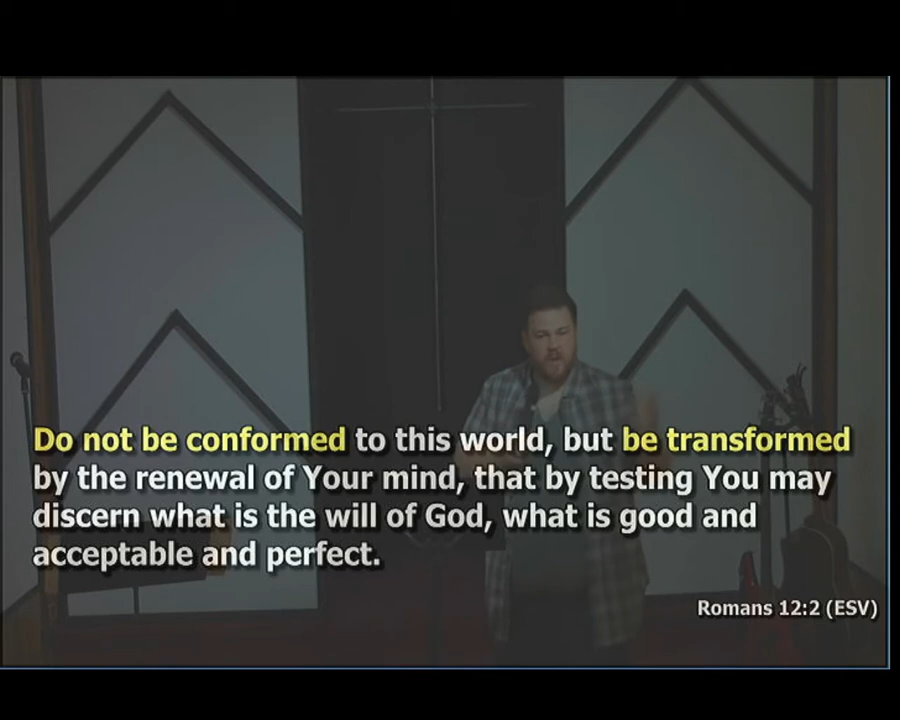 Do not be conformed to this world, but be transformed
by the renewal of Your mind, that by testing You may
discern what is the will of God, what is good and
acceptable and perfect.
Romans 12:2 (ESV)